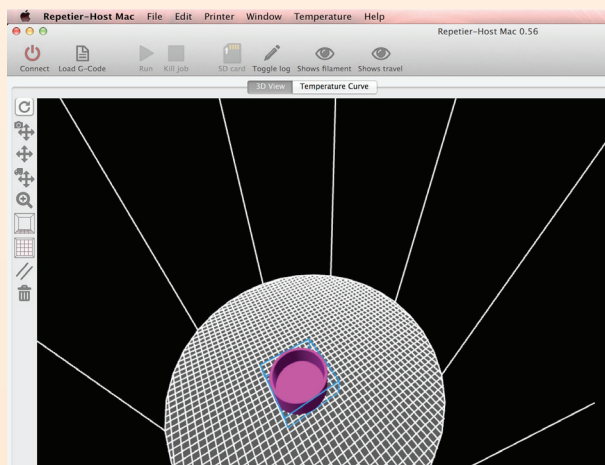 Repetier-Host Mac File Edit Printer Window Temperature Help
Repetier-Host Mac 0.56
Connect Load G-Code Run Kill job SD card Toggle log Shows filament Shows travel
3D View Temperature Curve